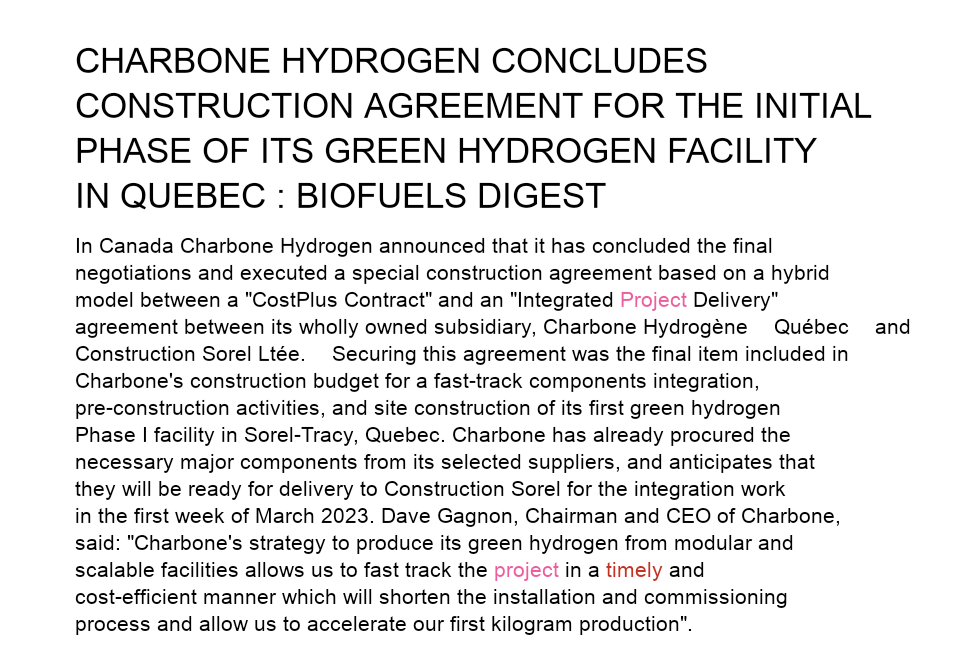 CHARBONE HYDROGEN CONCLUDES
CONSTRUCTION AGREEMENT FOR THE INITIAL
PHASE OF ITS GREEN HYDROGEN FACILITY
IN QUEBEC : BIOFUELS DIGEST
In Canada Charbone Hydrogen announced that it has concluded the final
negotiations and executed a special construction agreement based on a hybrid
model between a "CostPlus Contract" and an "Integrated Project Delivery"
agreement between its wholly owned subsidiary, Charbone Hydrogène Québec and
Construction Sorel Ltée. Securing this agreement was the final item included in
Charbone's construction budget for a fast-track components integration,
pre-construction activities, and site construction of its first green hydrogen
Phase I facility in Sorel-Tracy, Quebec. Charbone has already procured the
necessary major components from its selected suppliers, and anticipates that
they will be ready for delivery to Construction Sorel for the integration work
in the first week of March 2023. Dave Gagnon, Chairman and CEO of Charbone,
said: "Charbone's strategy to produce its green hydrogen from modular and
scalable facilities allows us to fast track the project in a timely and
cost-efficient manner which will shorten the installation and commissioning
process and allow us to accelerate our first kilogram production".